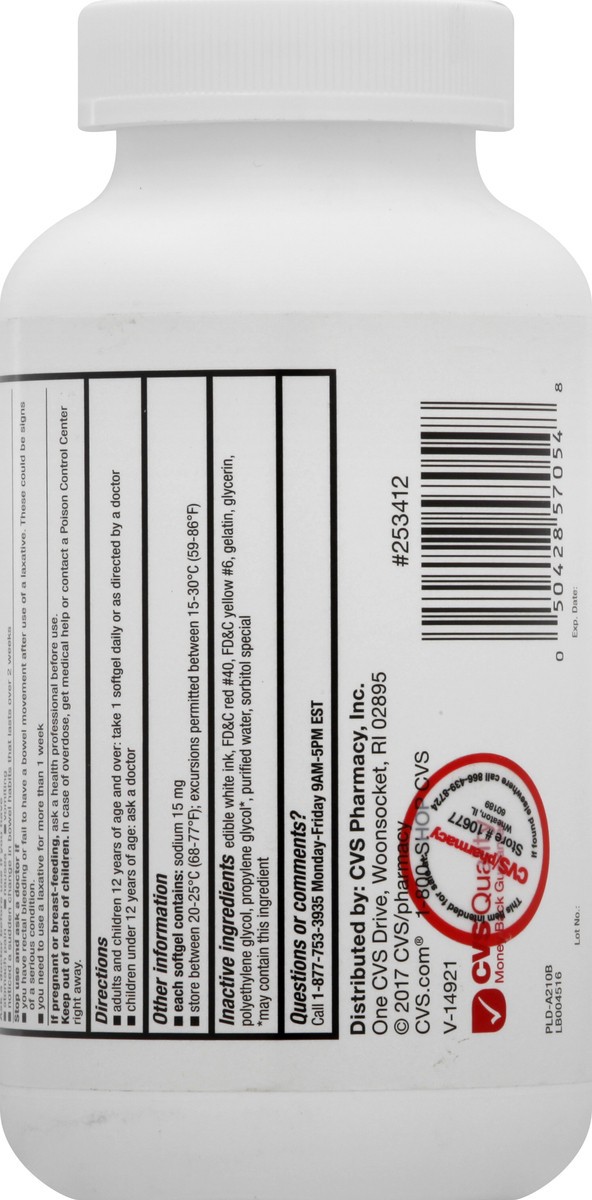 ■ noticed a sudden change in bowel habits that lasts over 2 weeks
Stop use and ask a doctor if
■ you have rectal bleeding or fail to have a bowel movement after use of a laxative. These could be signs
of a serious condition.
■ you need to use a laxative for more than 1 week
If pregnant or breast-feeding, ask a health professional before use.
Keep out of reach of children. In case of overdose, get medical help or contact a Poison Control Center
right away.
Directions
■ adults and children 12 years of age and over: take 1 softgel daily or as directed by a doctor
■ children under 12 years of age: ask a doctor
Other information
■ each softgel contains: sodium 15 mg
■ store between 20-25°C (68-77°F); excursions permitted between 15-30°C (59-86°F)
Inactive ingredients edible white ink, FD&C red #40, FD&C yellow #6, gelatin, glycerin,
polyethylene glycol, propylene glycol*, purified water, sorbitol special
*may contain this ingredient
Questions or comments?
Call 1-877-753-3935 Monday-Friday 9AM-5PM EST
Distributed by: CVS Pharmacy, Inc.
One CVS Drive, Woonsocket, RI 02895
© 2017 CVS/pharmacy
CVS.com® 1-800-SHOP CVS
V-14921
CVS Quality
Money Back Guarantee
This item intended for sale at
CVS/pharmacy
Store # 10677
Wheaton, IL
60189
If found elsewhere call 866-439-8724
#253412
0 50428 57054 8
PLD-A210B
LB004516
Lot No.:
Exp. Date: